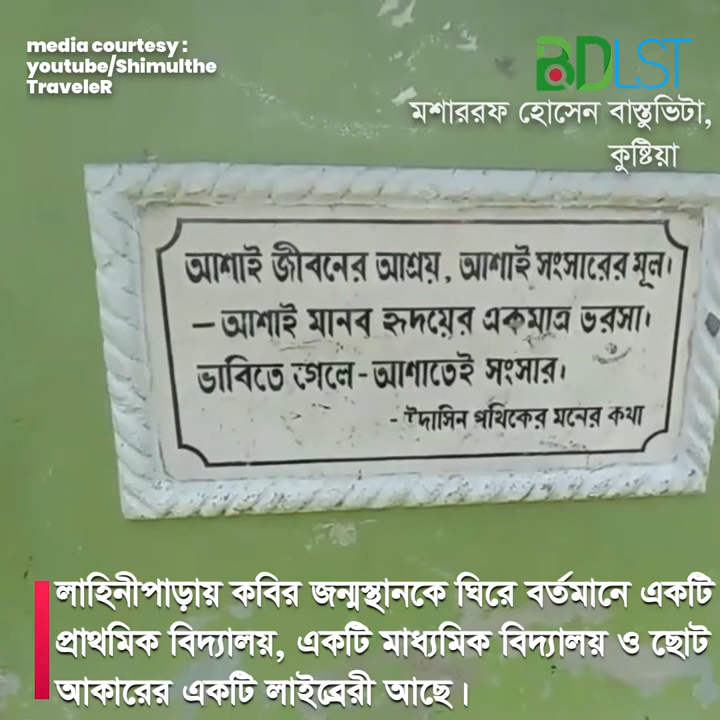 media courtesy :
youtube/Shimulthe
TraveleR
BDLST
মশাররফ হোসেন বাস্তুভিটা,
কুষ্টিয়া
আশাই জীবনের আশ্রয়, আশাই সংসারের মূল।
– আশাই মানব হৃদয়ের একমাত্র ভরসা।
ভাবিতে গেলে - আশাতেই সংসার।
- উদাসিন পথিকের মনের কথা
লাহিনীপাড়ায় কবির জন্মস্থানকে ঘিরে বর্তমানে একটি
প্রাথমিক বিদ্যালয়, একটি মাধ্যমিক বিদ্যালয় ও ছোট
আকারের একটি লাইব্রেরী আছে।